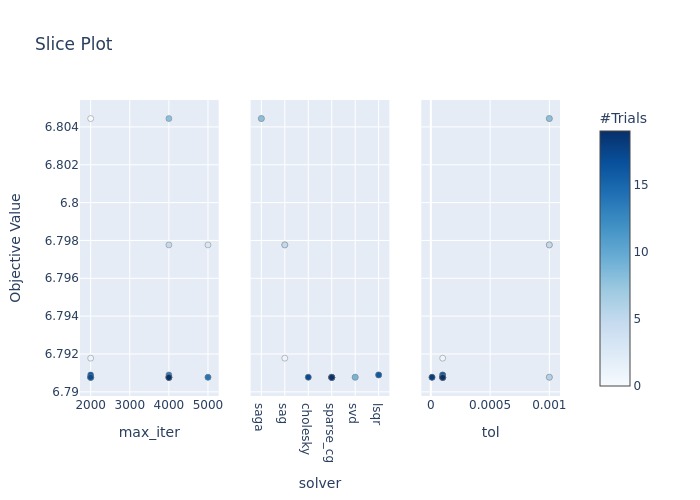 Slice Plot
#Trials
6.804
6.802
6.8
6.798
6.796
6.794
6.792
6.79
Objective Value
2000 3000 4000 5000
max_iter
saga
sag
cholesky
sparse_cg
svd
lsqr
solver
0 0.0005 0.001
tol
15
10
5
0